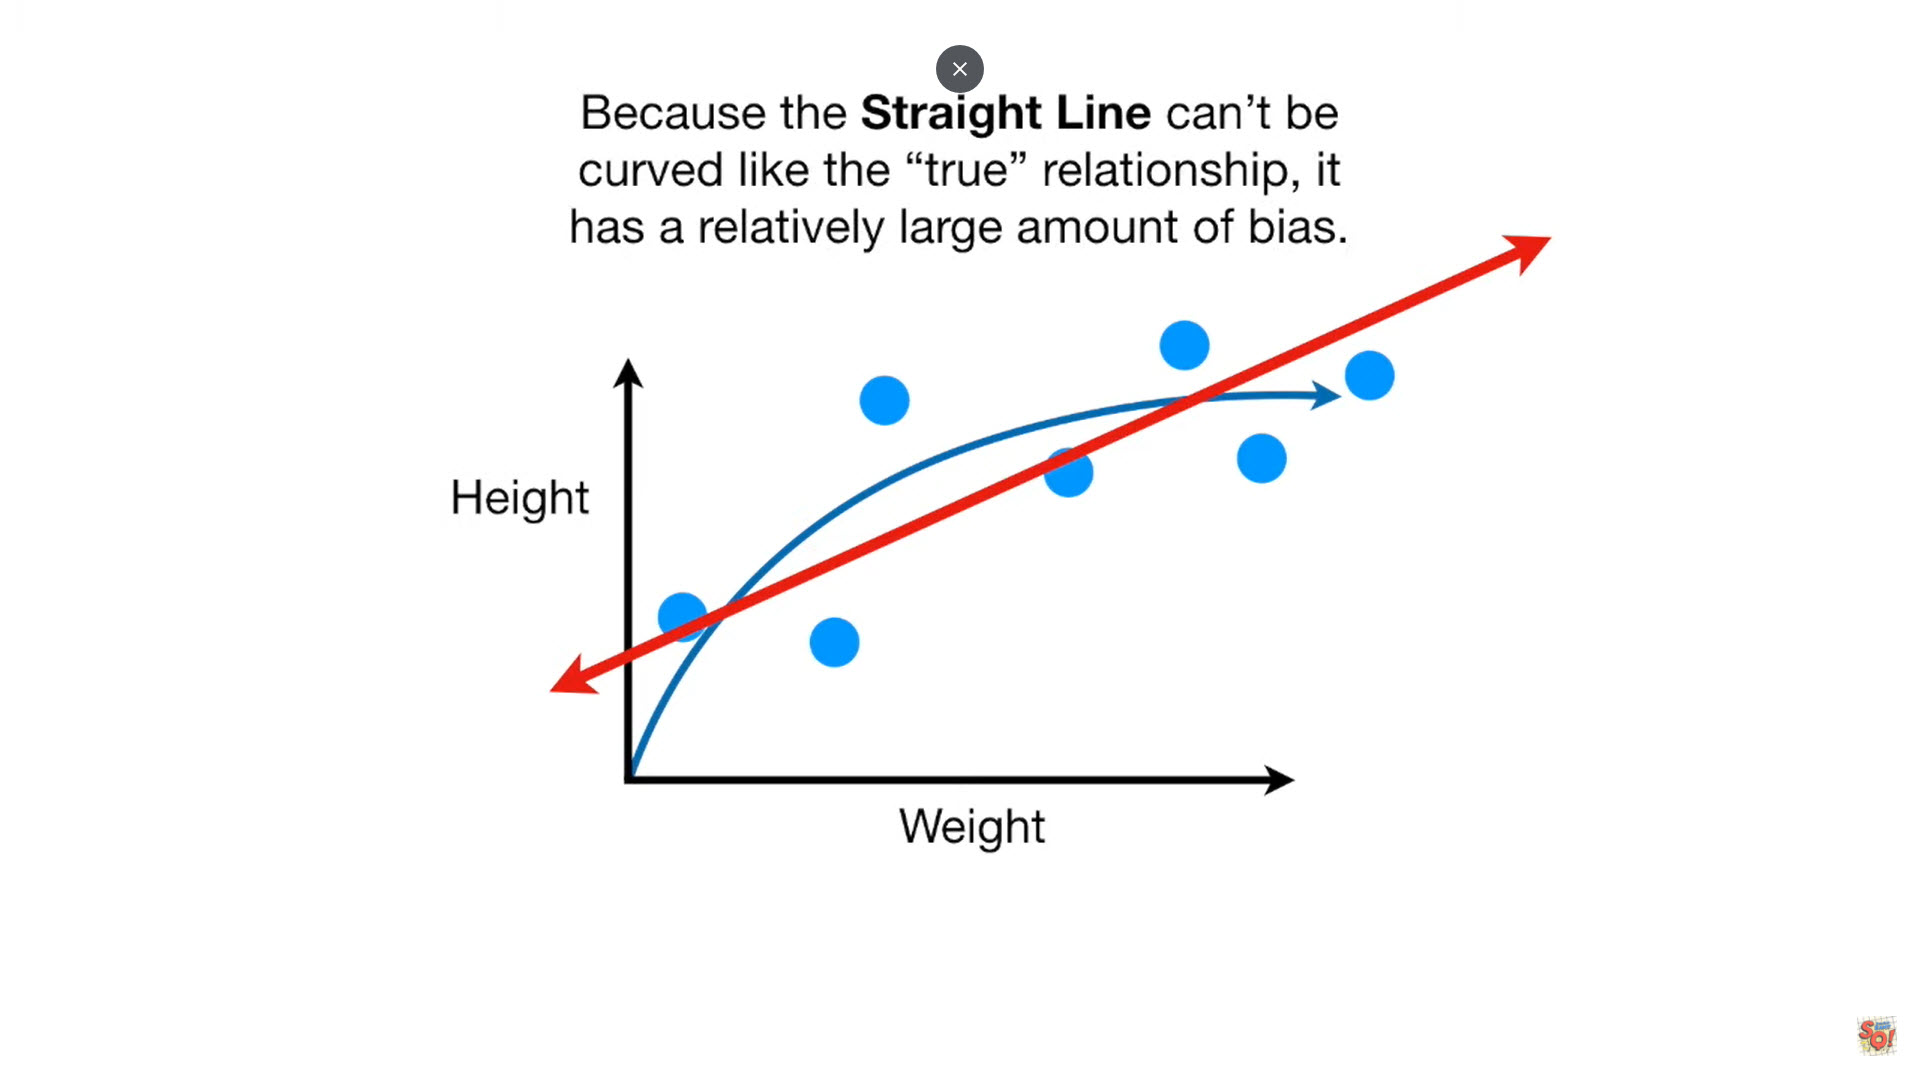 Because the Straight Line can’t be
curved like the “true” relationship, it
has a relatively large amount of bias.
Height
Weight
SQ!